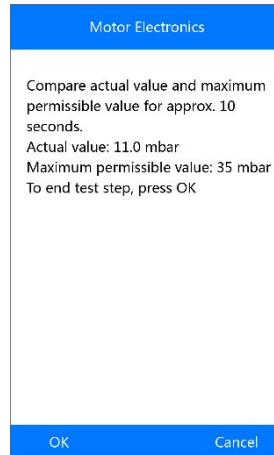 Motor Electronics
Compare actual value and maximum
permissible value for approx. 10
seconds.
Actual value: 11.0 mbar
Maximum permissible value: 35 mbar
To end test step, press OK
OK
Cancel